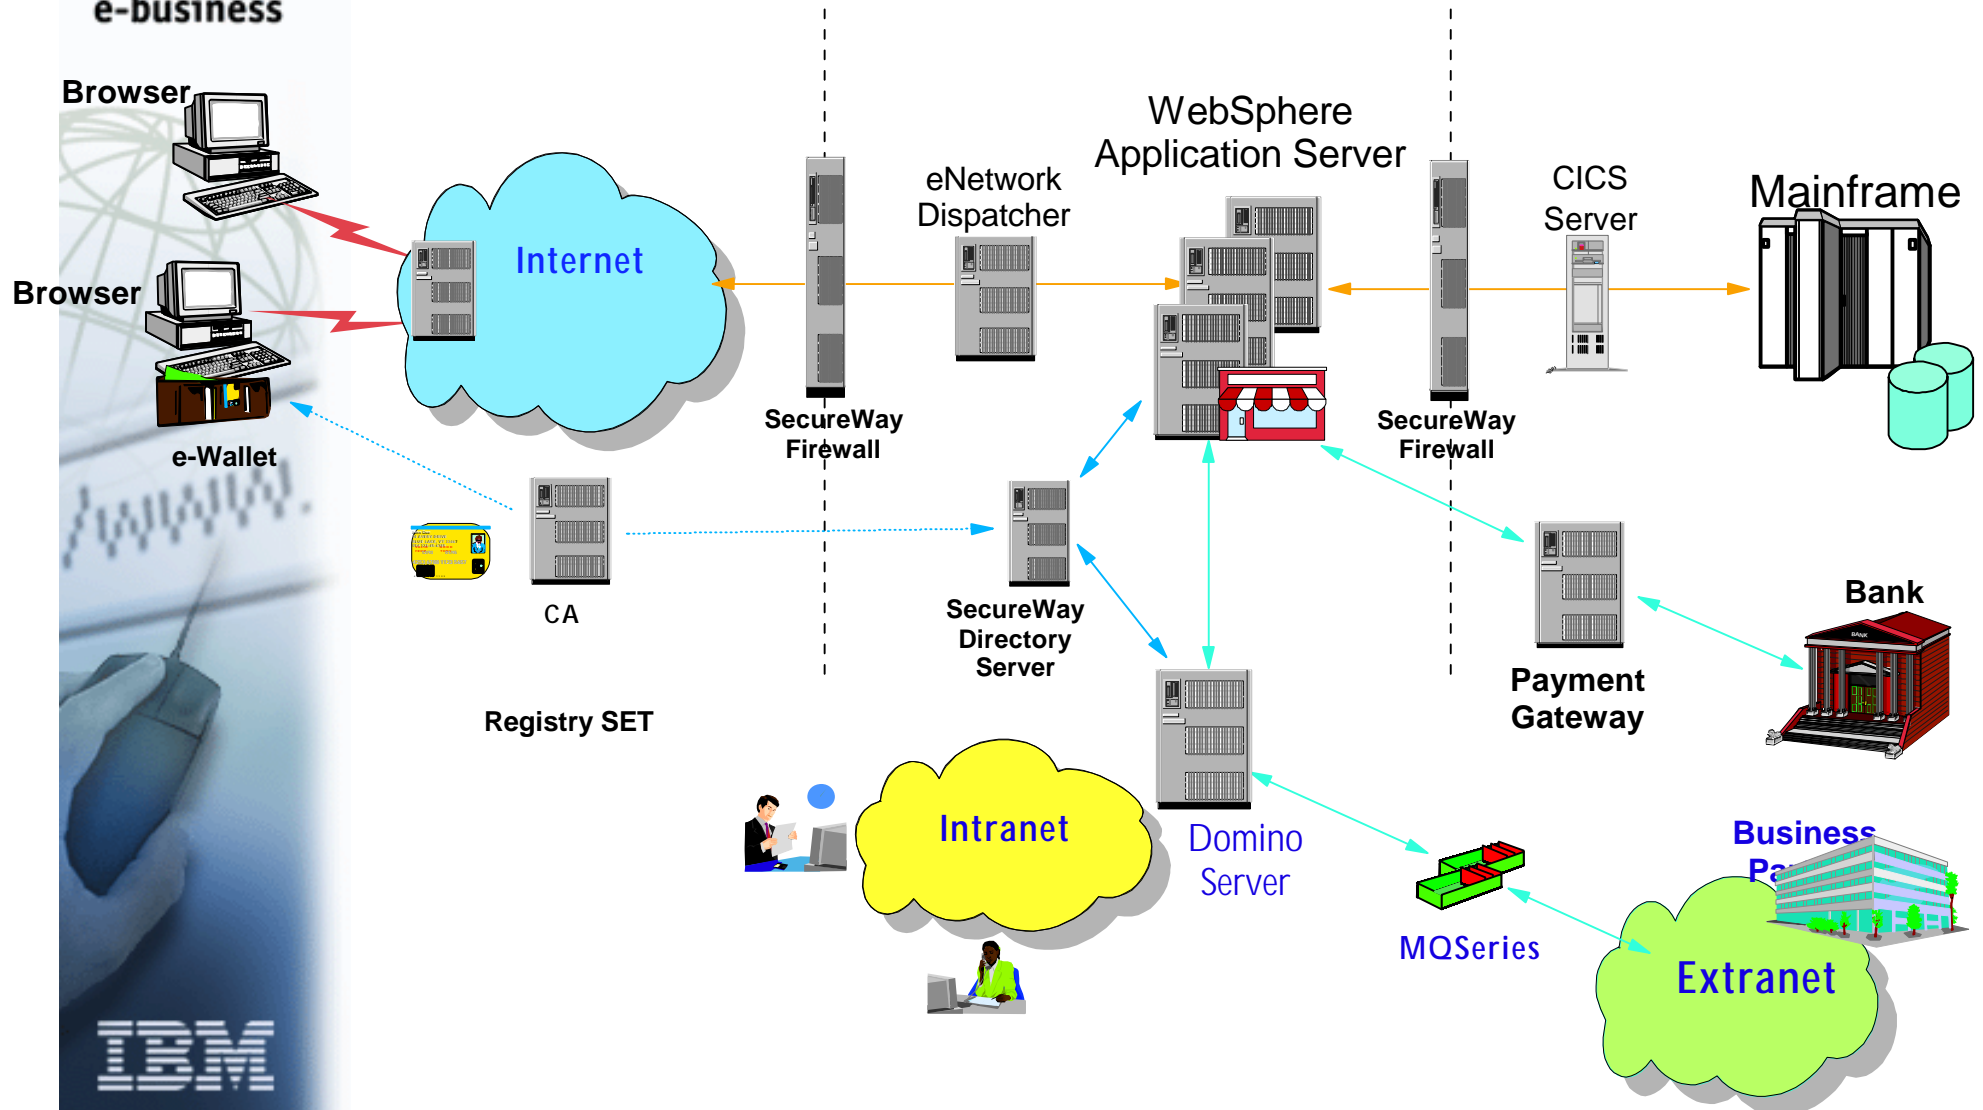 e-business
Browser
Browser
e-Wallet
Internet
CA
Registry SET
SecureWay
Firewall
eNetwork
Dispatcher
WebSphere
Application Server
SecureWay
Firewall
CICS
Server
Mainframe
SecureWay
Directory
Server
Payment
Gateway
Bank
BANK
Intranet
Domino
Server
MQSeries
Business
Extranet
IBM